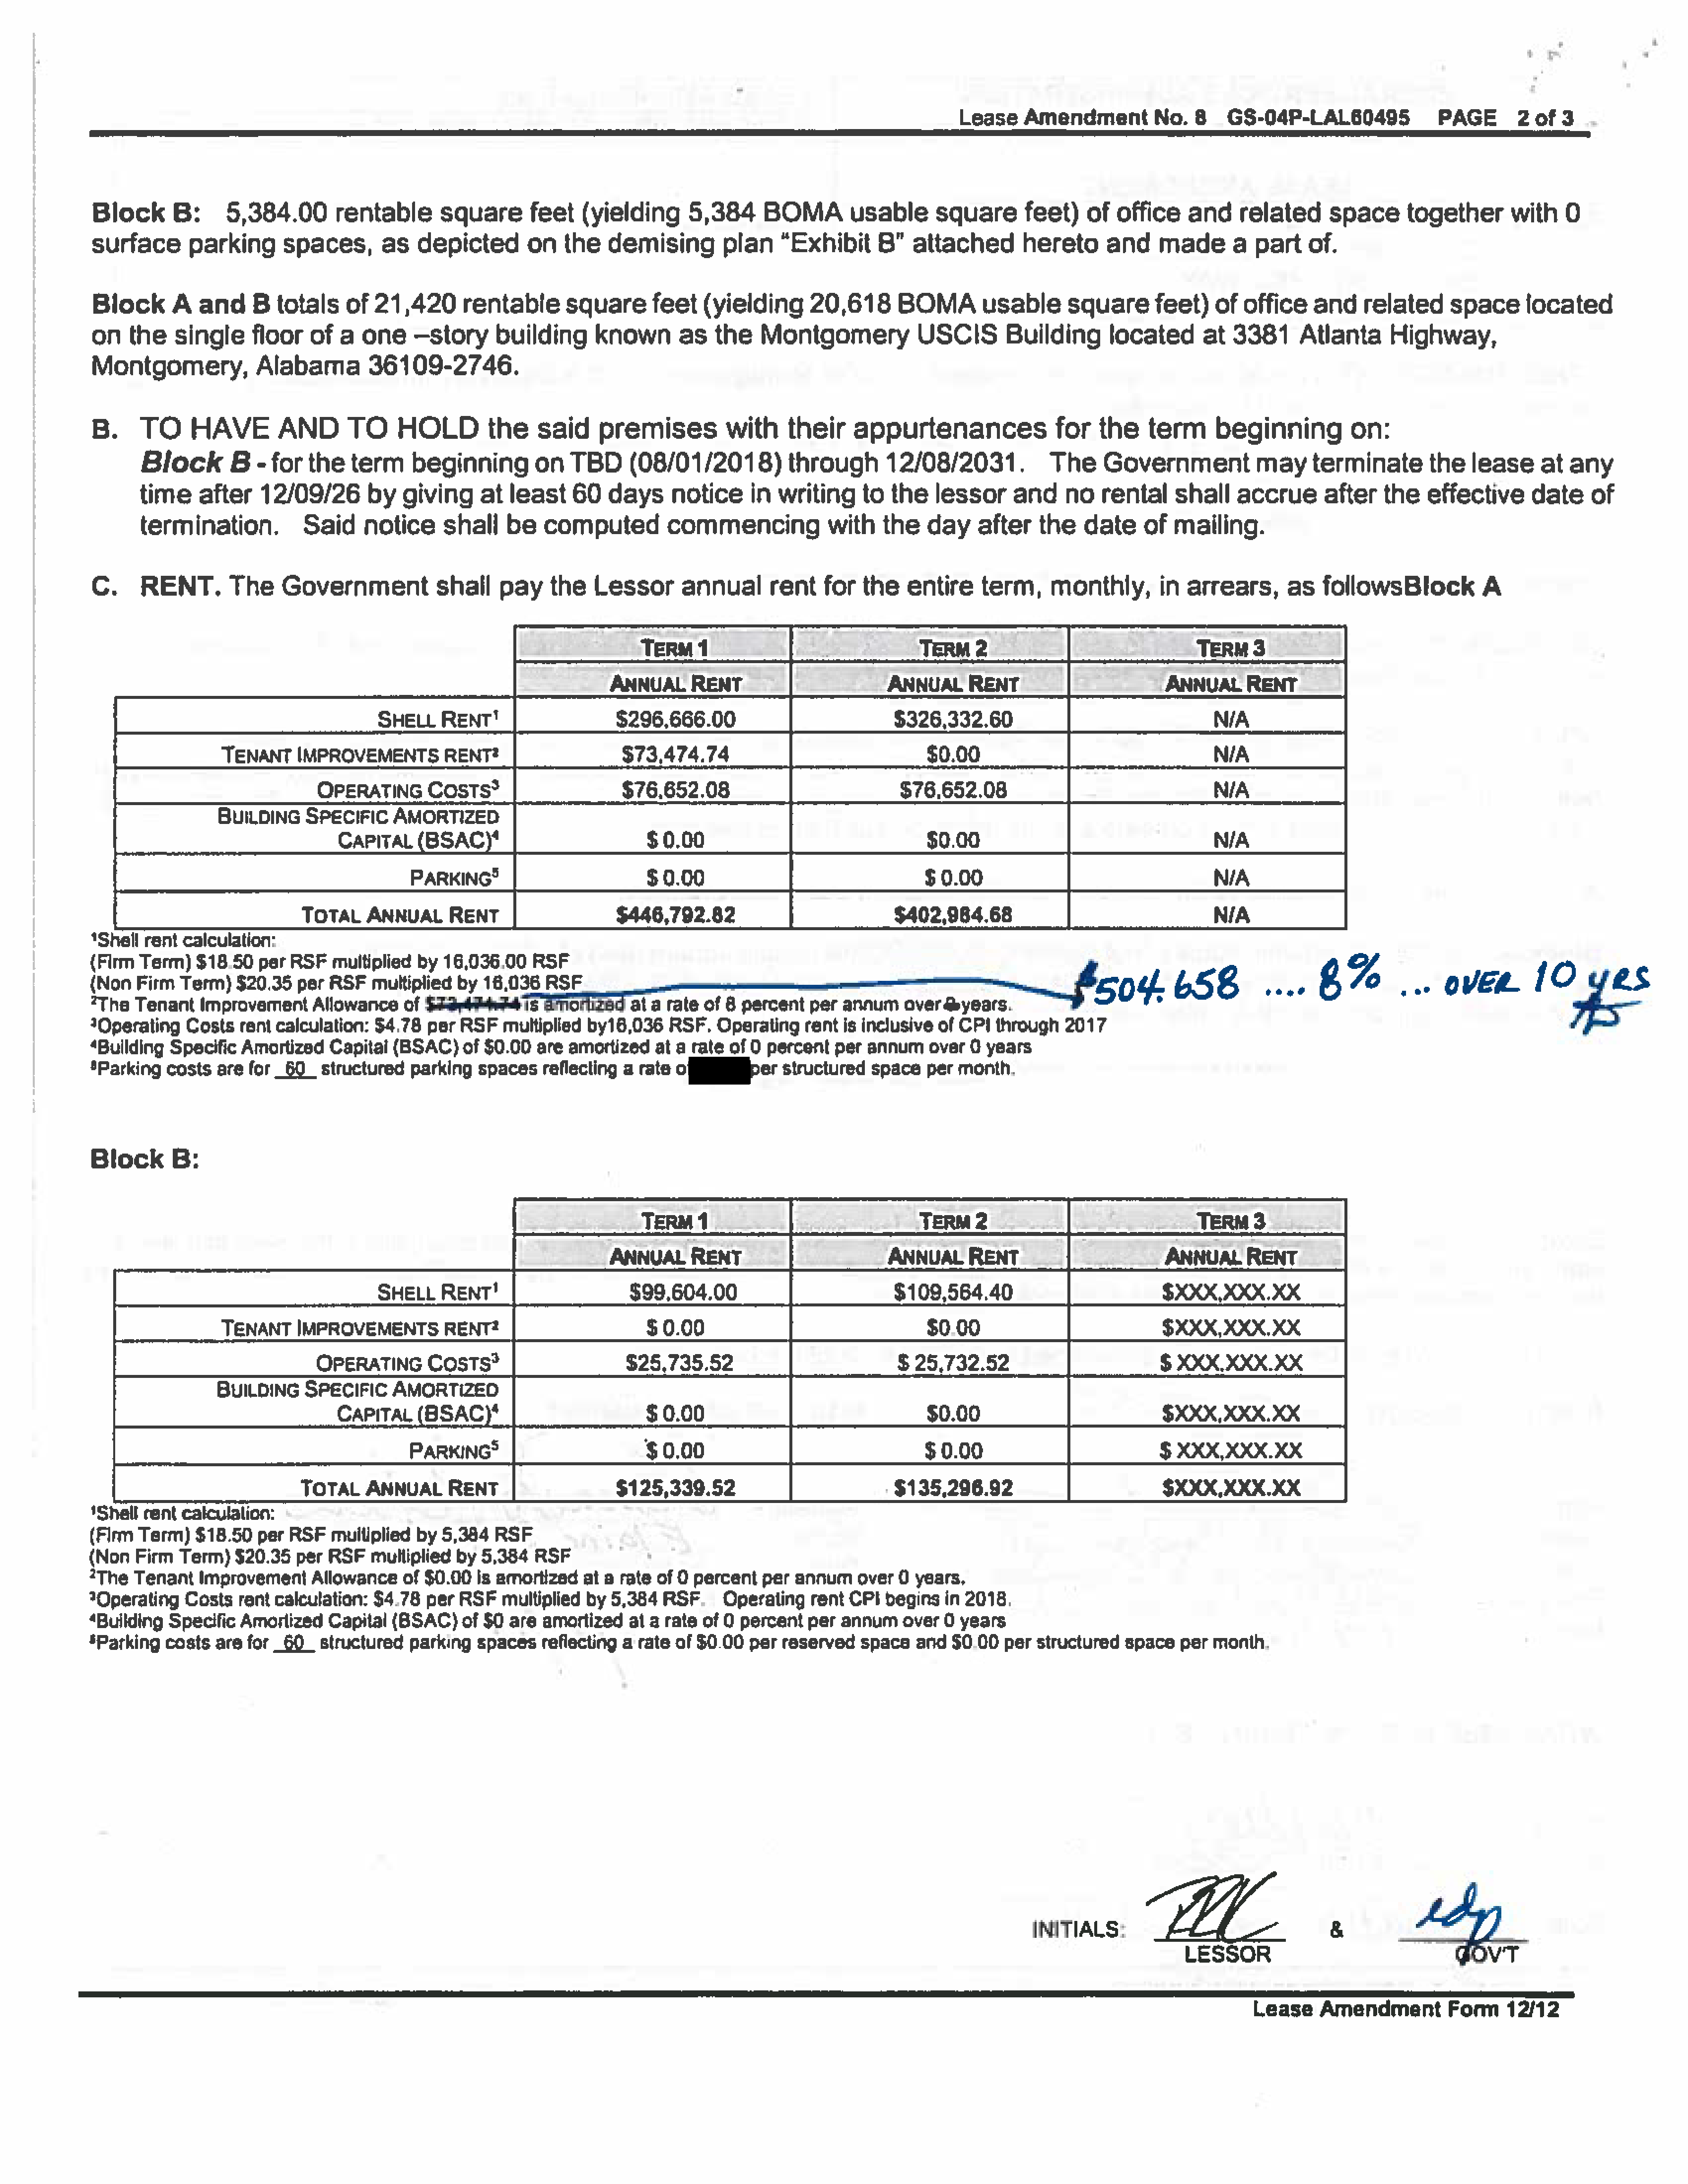 Lease Amendment No. 8 GS-04P-LAL60495 PAGE 2 of 3
Block B: 5,384.00 rentable square feet (yielding 5,384 BOMA usable square feet) of office and related space together with 0
surface parking spaces, as depicted on the demising plan "Exhibit B" attached hereto and made a part of.
Block A and B totals of 21,420 rentable square feet (yielding 20,618 BOMA usable square feet) of office and related space located
on the single floor of a one –story building known as the Montgomery USCIS Building located at 3381 Atlanta Highway,
Montgomery, Alabama 36109-2746.
B. TO HAVE AND TO HOLD the said premises with their appurtenances for the term beginning on:
Block B - for the term beginning on TBD (08/01/2018) through 12/08/2031. The Government may terminate the lease at any
time after 12/09/26 by giving at least 60 days notice in writing to the lessor and no rental shall accrue after the effective date of
termination. Said notice shall be computed commencing with the day after the date of mailing.
C. RENT. The Government shall pay the Lessor annual rent for the entire term, monthly, in arrears, as followsBlock A
TERM 1 TERM 2 TERM 3
ANNUAL RENT ANNUAL RENT ANNUAL RENT
SHELL RENT¹ $296,666.00 $326,332.60 N/A
TENANT IMPROVEMENTS RENT² $73,474.74 $0.00 N/A
OPERATING COSTS³ $76,652.08 $76,652.08 N/A
BUILDING SPECIFIC AMORTIZED
CAPITAL (BSAC)⁴ $ 0.00 $0.00 N/A
PARKING⁵ $ 0.00 $ 0.00 N/A
TOTAL ANNUAL RENT $446,792.82 $402,984.68 N/A
¹Shell rent calculation:
(Firm Term) $18.50 per RSF multiplied by 16,036.00 RSF
(Non Firm Term) $20.35 per RSF multiplied by 16,036 RSF
²The Tenant Improvement Allowance of $73,474.74 is amortized at a rate of 8 percent per annum over years. $504.658 .... 8% ... OVER 10 yRS
³Operating Costs rent calculation: $4.78 per RSF multiplied by16,036 RSF. Operating rent is inclusive of CPI through 2017
⁴Building Specific Amortized Capital (BSAC) of $0.00 are amortized at a rate of 0 percent per annum over 0 years
⁵Parking costs are for 60 structured parking spaces reflecting a rate o per structured space per month.
Block B:
TERM 1 TERM 2 TERM 3
ANNUAL RENT ANNUAL RENT ANNUAL RENT
SHELL RENT¹ $99,604.00 $109,564.40 $XXX,XXX.XX
TENANT IMPROVEMENTS RENT² $ 0.00 $0.00 $XXX,XXX.XX
OPERATING COSTS³ $25,735.52 $ 25,732.52 $ XXX.XXX.XX
BUILDING SPECIFIC AMORTIZED
CAPITAL (BSAC)⁴ $ 0.00 $0.00 $XXX,XXX.XX
PARKING⁵ $ 0.00 $ 0.00 $ XXX,XXX.XX
TOTAL ANNUAL RENT $125,339.52 $135,296.92 $XXX,XXX.XX
¹Shell rent calculation:
(Firm Term) $18.50 per RSF multiplied by 5,384 RSF
(Non Firm Term) $20.35 per RSF multiplied by 5,384 RSF
²The Tenant Improvement Allowance of $0.00 is amortized at a rate of 0 percent per annum over 0 years.
³Operating Costs rent calculation: $4.78 per RSF multiplied by 5,384 RSF. Operating rent CPI begins in 2018.
⁴Building Specific Amortized Capital (BSAC) of $0 are amortized at a rate of 0 percent per annum over 0 years
⁵Parking costs are for 60 structured parking spaces reflecting a rate of $0.00 per reserved space and $0.00 per structured space per month.
INITIALS: & edp
LESSOR GOV'T
Lease Amendment Form 12/12